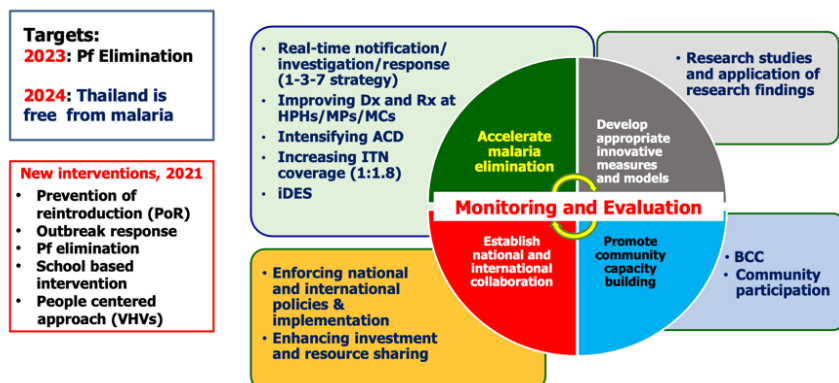 Targets:
2023: Pf Elimination
2024: Thailand is
free from malaria
New interventions, 2021
• Prevention of
reintroduction (PoR)
• Outbreak response
• Pf elimination
• School based
intervention
• People centered
approach (VHVs)
• Real-time notification/
investigation/response
(1-3-7 strategy)
• Improving Dx and Rx at
HPHs/MPs/MCs
• Intensifying ACD
• Increasing ITN
coverage (1:1.8)
• iDES
Accelerate
malaria
elimination
Develop
appropriate
innovative
measures
and models
• Research studies
and application of
research findings
Monitoring and Evaluation
Establish
national and
international
collaboration
Promote
community
capacity
building
• Enforcing national
and international
policies &
implementation
• Enhancing investment
and resource sharing
• BCC
• Community
participation